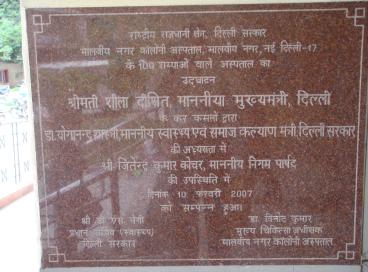 राष्ट्रीय राजधानी क्षेत्र, दिल्ली सरकार
मालवीय नगर कॉलोनी अस्पताल, मालवीय नगर, नई दिल्ली-17
के 100 शय्याओं वाले अस्पताल का
उद्घाटन
श्रीमती शीला दीक्षित, माननीया मुख्यमंत्री, दिल्ली
के कर कमलों द्वारा
डा. योगानन्द शास्त्री, माननीय स्वास्थ्य एवं समाज कल्याण मंत्री, दिल्ली सरकार
की अध्यक्षता में
श्री जितेन्द्र कुमार कोचर, माननीय निगम पार्षद
की उपस्थिति में
दिनांक 10 फरवरी 2007
को सम्पन्न हुआ।
श्री डी एस. नेगी
प्रधान सचिव (स्वास्थ्य)
दिल्ली सरकार
डा. विनोद कुमार
मुख्य चिकित्सा अधीक्षक
मालवीय नगर कॉलोनी अस्पताल